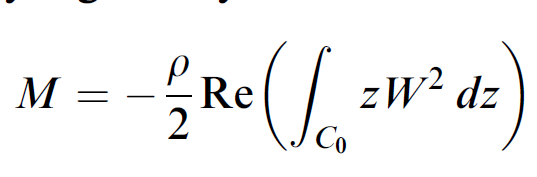 M = −ρ/2 Re(∫_{C₀} zW² dz)